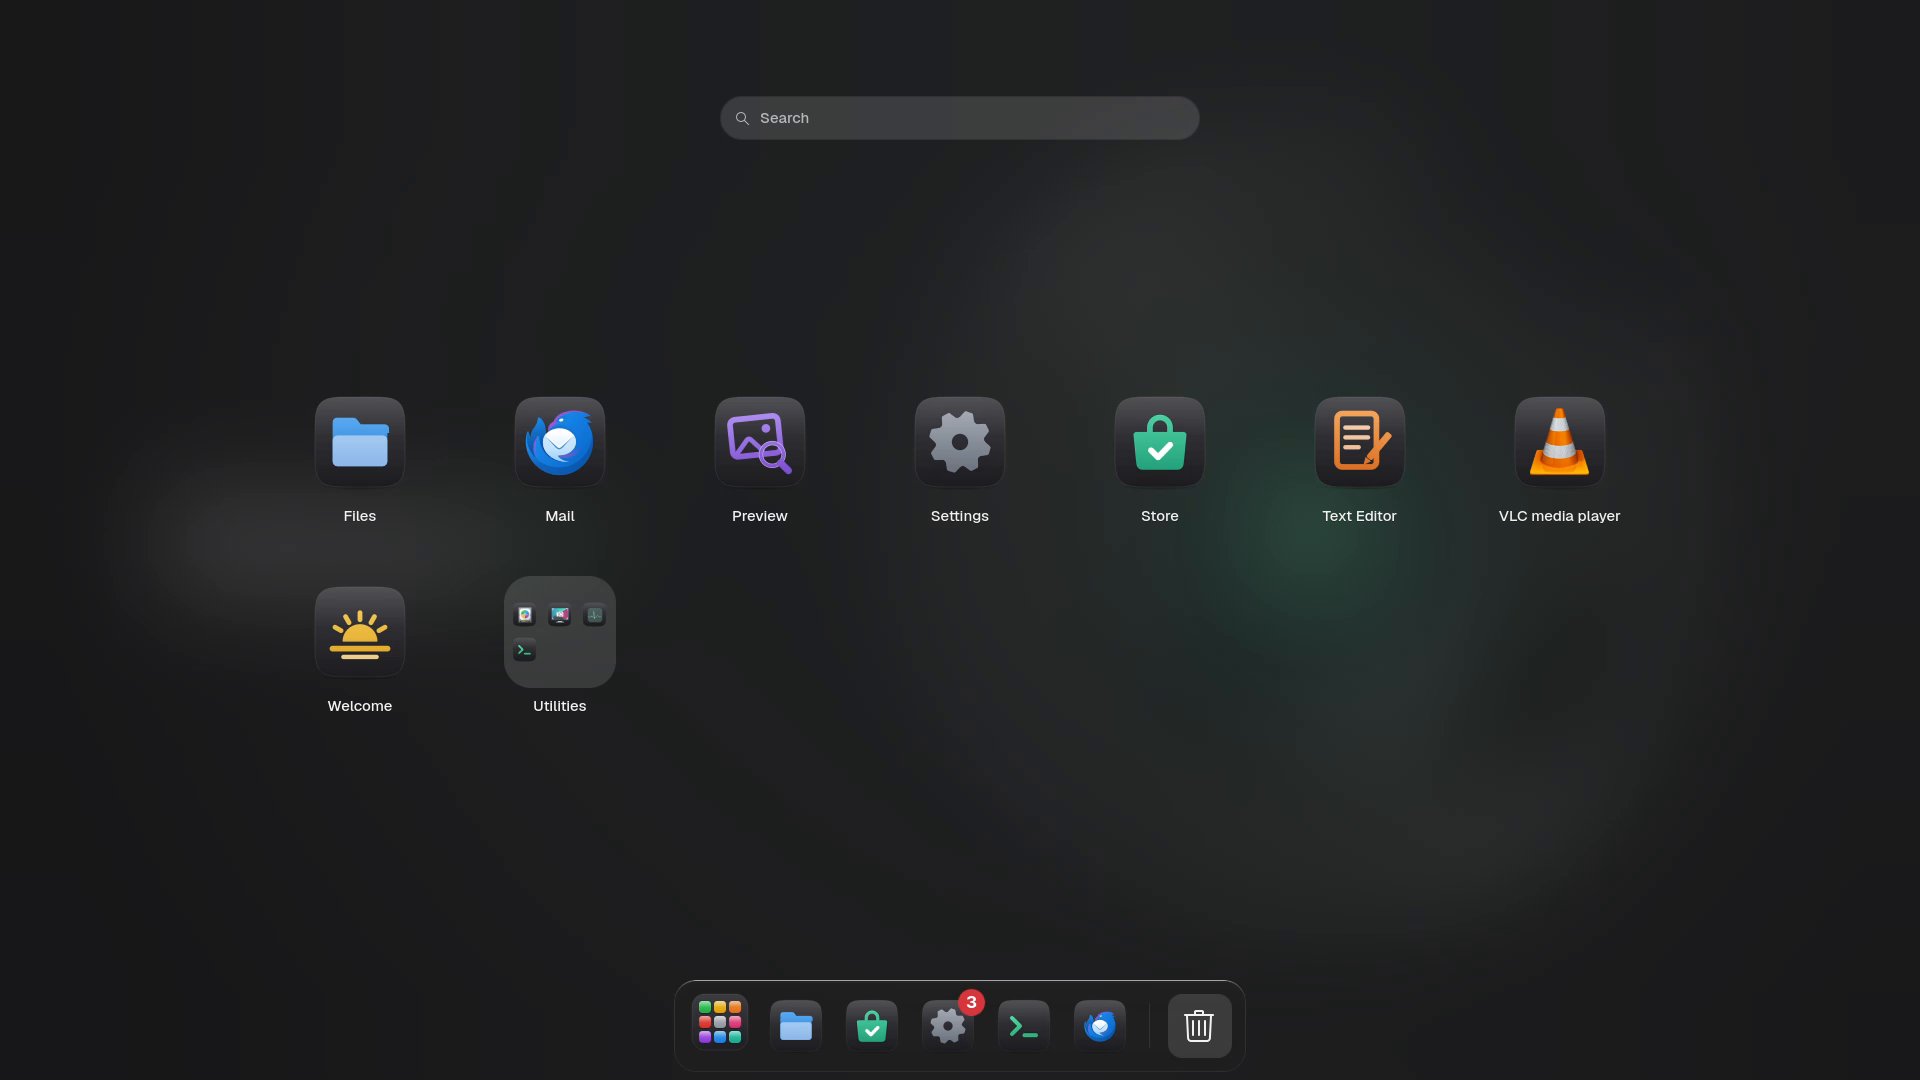 Search
Files
Mail
Preview
Settings
Store
Text Editor
VLC media player
Welcome
Utilities
3